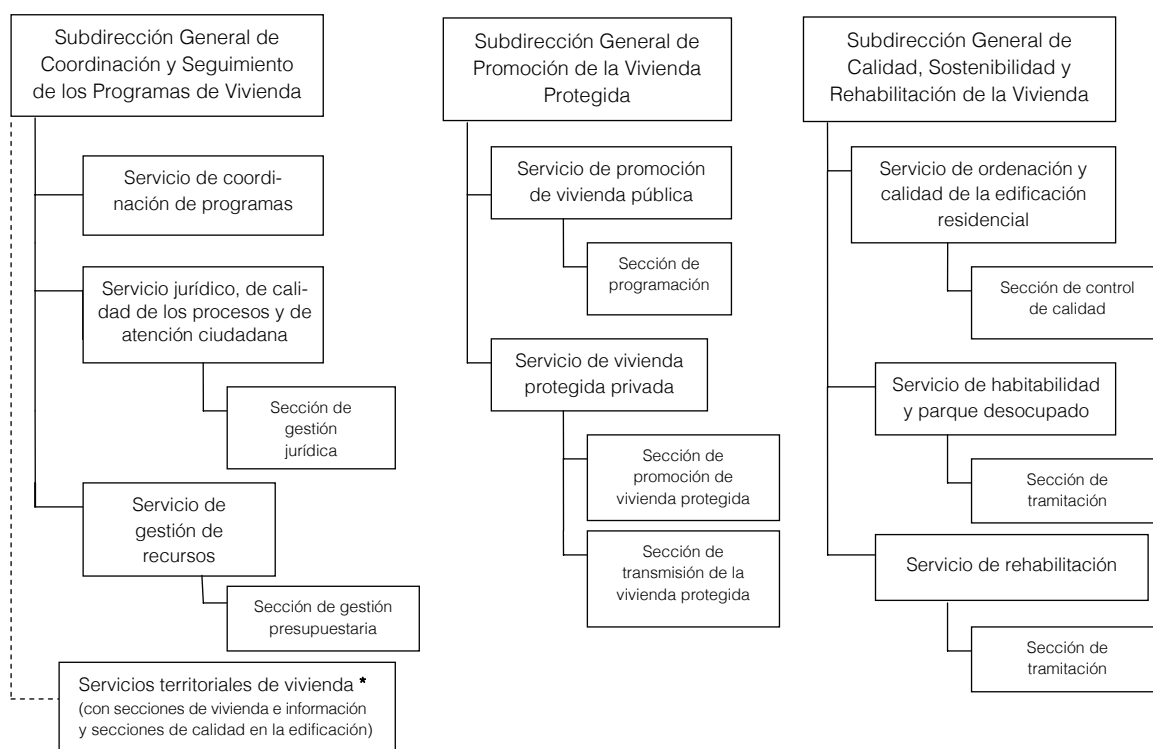 Subdirección General de
Coordinación y Seguimiento
de los Programas de Vivienda
Servicio de coordi-
nación de programas
Servicio jurídico, de cali-
dad de los procesos y de
atención ciudadana
Sección de
gestión
jurídica
Servicio de
gestión de
recursos
Sección de gestión
presupuestaria
Servicios territoriales de vivienda *
(con secciones de vivienda e información
y secciones de calidad en la edificación)
Subdirección General de
Promoción de la Vivienda
Protegida
Servicio de promoción
de vivienda pública
Sección de
programación
Servicio de vivienda
protegida privada
Sección de
promoción de
vivienda protegida
Sección de
transmisión de la
vivienda protegida
Subdirección General de
Calidad, Sostenibilidad y
Rehabilitación de la Vivienda
Servicio de ordenación y
calidad de la edificación
residencial
Sección de control
de calidad
Servicio de habitabilidad
y parque desocupado
Sección de
tramitación
Servicio de rehabilitación
Sección de
tramitación